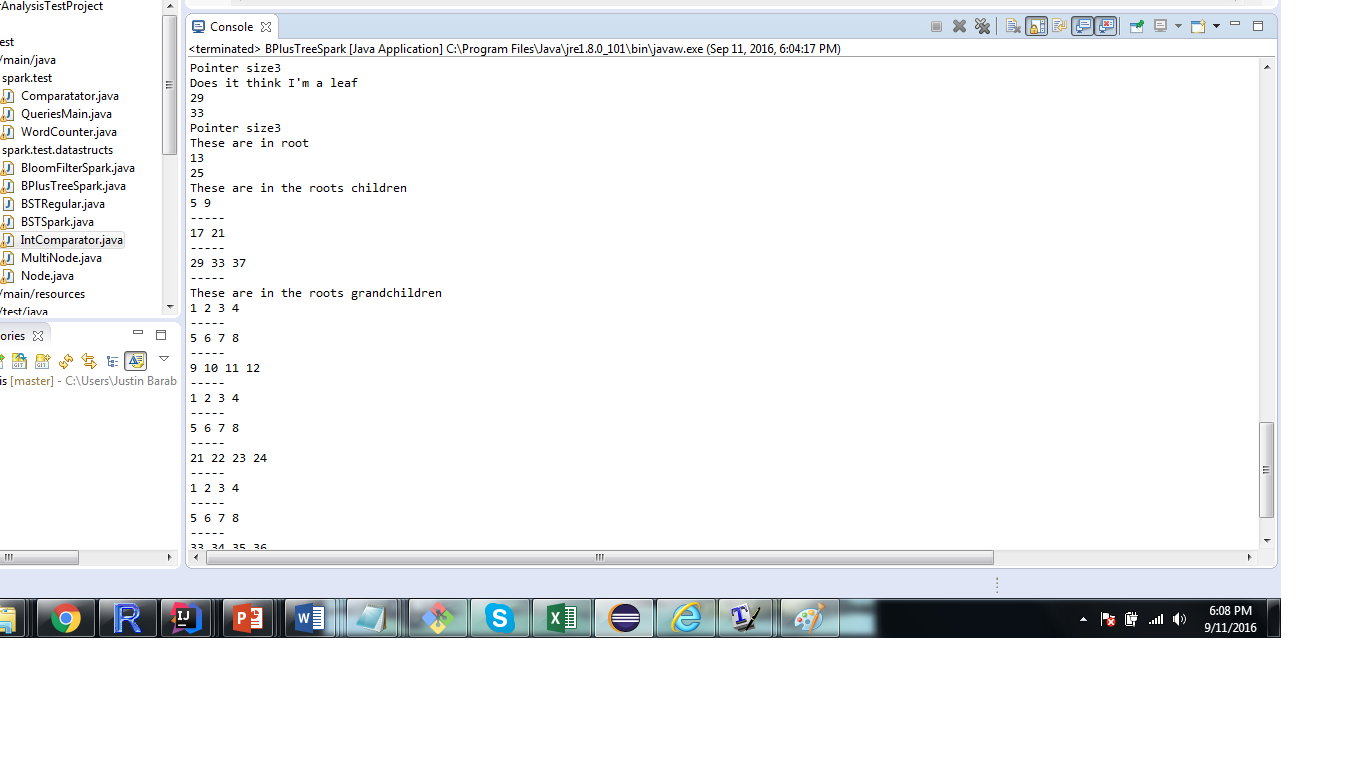 rAnalysisTestProject
est
/main/java
spark.test
Comparatator.java
QueriesMain.java
WordCounter.java
spark.test.datastructs
BloomFilterSpark.java
BPlusTreeSpark.java
BSTRegular.java
BSTSpark.java
IntComparator.java
MultiNode.java
Node.java
/main/resources
/test/java
ories
is [master] - C:\Users\Justin Barab
Console
<terminated> BPlusTreeSpark [Java Application] C:\Program Files\Java\jre1.8.0_101\bin\javaw.exe (Sep 11, 2016, 6:04:17 PM)
Pointer size3
Does it think I'm a leaf
29
33
Pointer size3
These are in root
13
25
These are in the roots children
5 9
-----
17 21
-----
29 33 37
-----
These are in the roots grandchildren
1 2 3 4
-----
5 6 7 8
-----
9 10 11 12
-----
1 2 3 4
-----
5 6 7 8
-----
21 22 23 24
-----
1 2 3 4
-----
5 6 7 8
-----
33 34 35 36
6:08 PM
9/11/2016